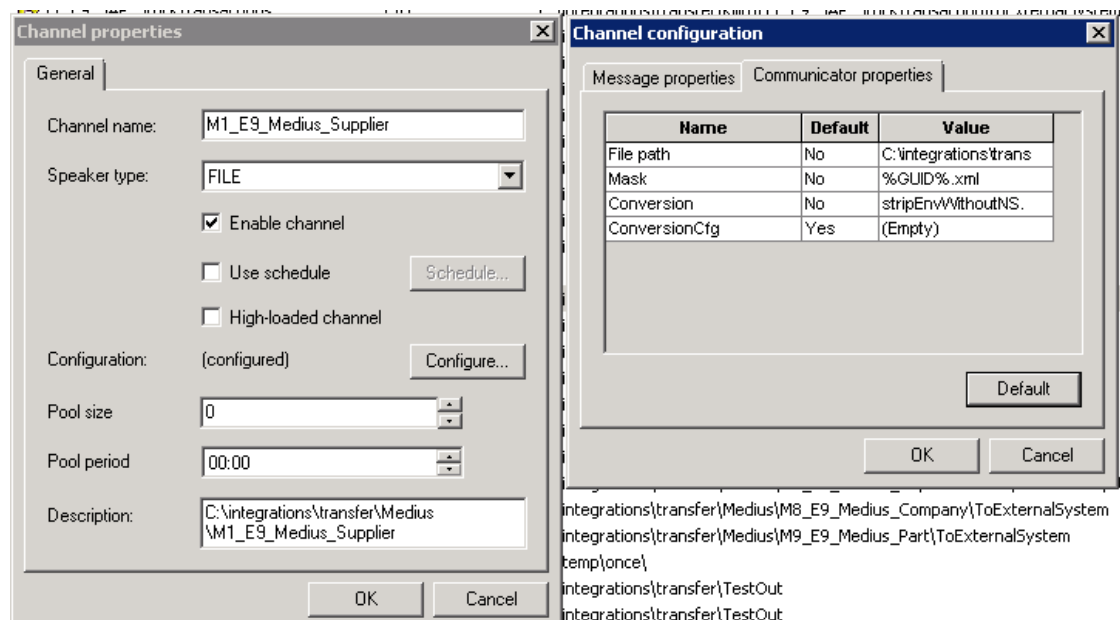 Channel properties
General
Channel name: M1_E9_Medius_Supplier
Speaker type: FILE
Enable channel
Use schedule Schedule...
High-loaded channel
Configuration: (configured) Configure...
Pool size 0
Pool period 00:00
Description: C:\integrations\transfer\Medius
\M1_E9_Medius_Supplier
OK Cancel
Channel configuration
Message properties Communicator properties
Name Default Value
File path No C:\integrations\trans
Mask No %GUID%.xml
Conversion No stripEnvWithoutNS.
ConversionCfg Yes (Empty)
Default
OK Cancel
integrations\transfer\Medius\M8_E9_Medius_Company\ToExternalSystem
integrations\transfer\Medius\M9_E9_Medius_Part\ToExternalSystem
temp\once\
integrations\transfer\TestOut
integrations\transfer\TestOut